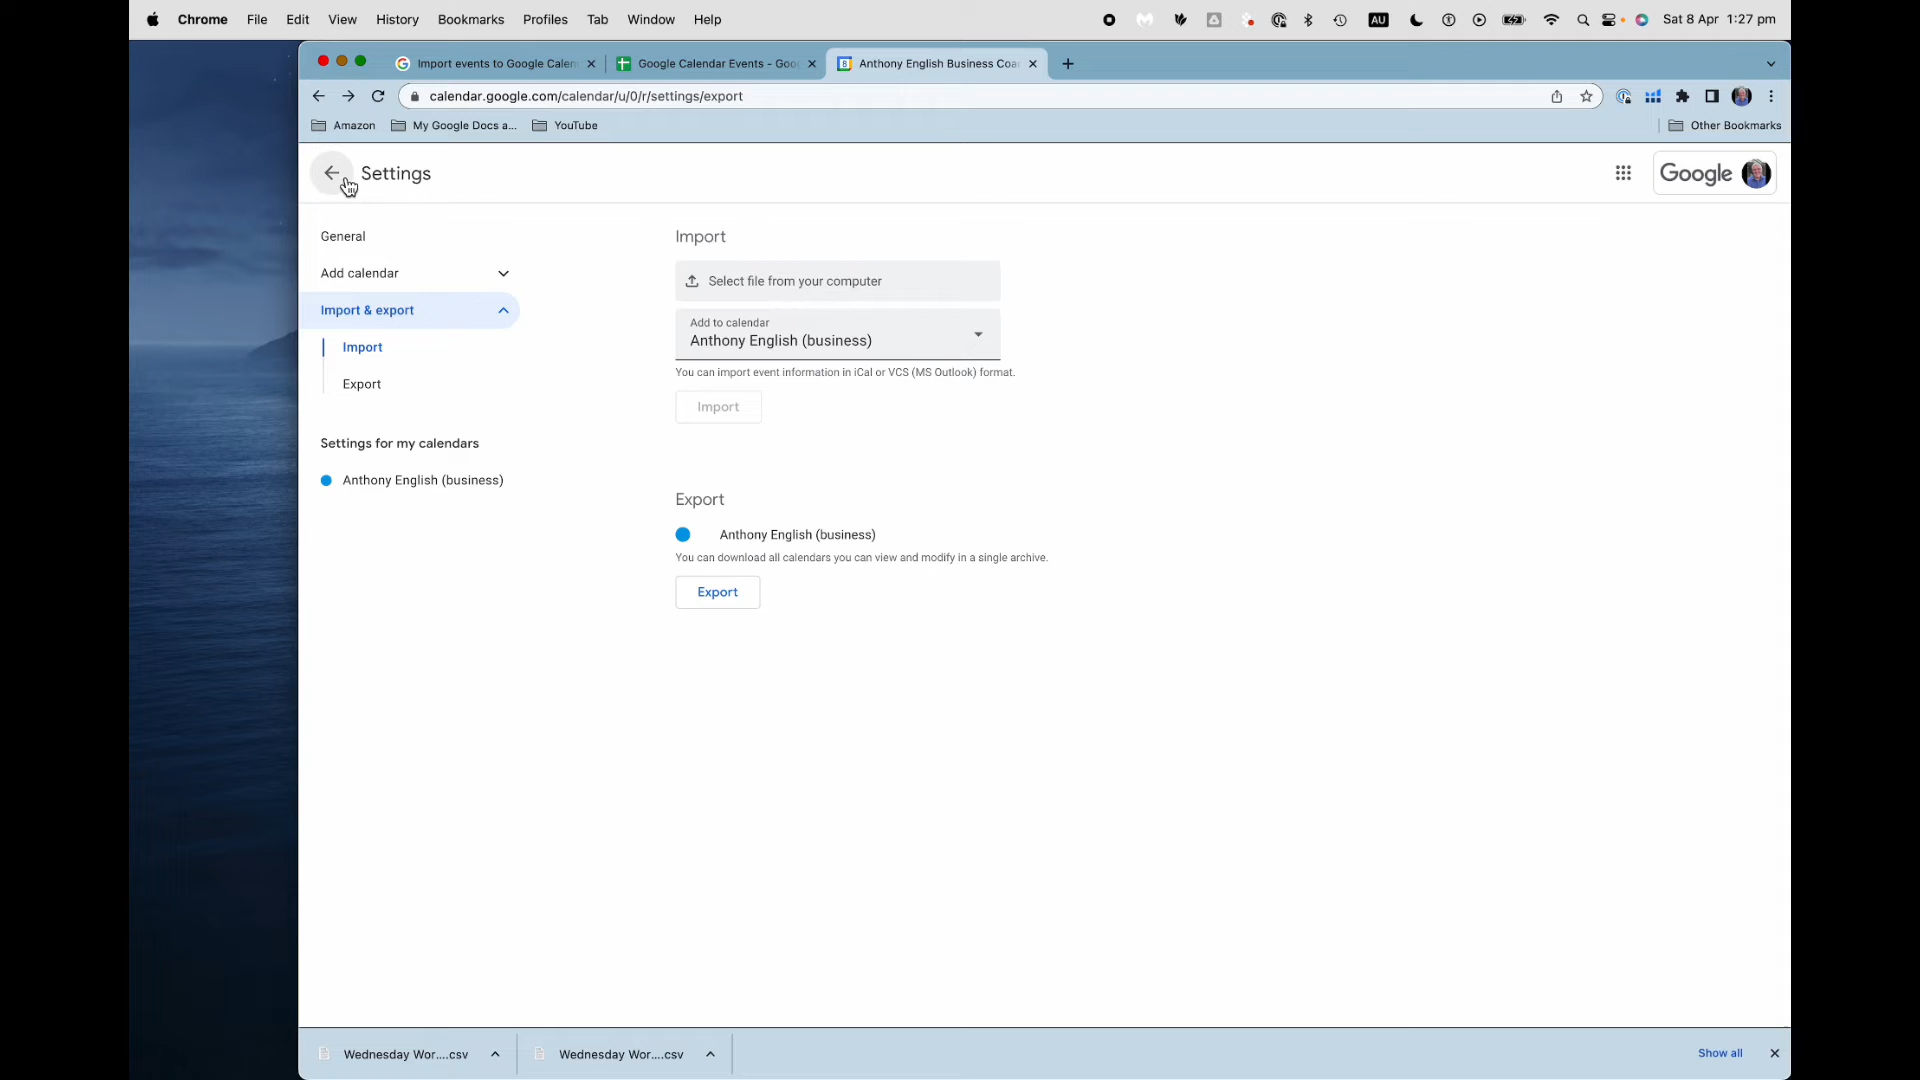 Chrome File Edit View History Bookmarks Profiles Tab Window Help AU Sat 8 Apr 1:27 pm
Import events to Google Calen Google Calendar Events - Goo Anthony English Business Coa
calendar.google.com/calendar/u/0/r/settings/export
Amazon My Google Docs a... YouTube Other Bookmarks
Settings Google
General
Add calendar
Import & export
Import
Export
Settings for my calendars
Anthony English (business)
Import
Select file from your computer
Add to calendar
Anthony English (business)
You can import event information in iCal or VCS (MS Outlook) format.
Import
Export
Anthony English (business)
You can download all calendars you can view and modify in a single archive.
Export
Wednesday Wor....csv Wednesday Wor....csv Show all